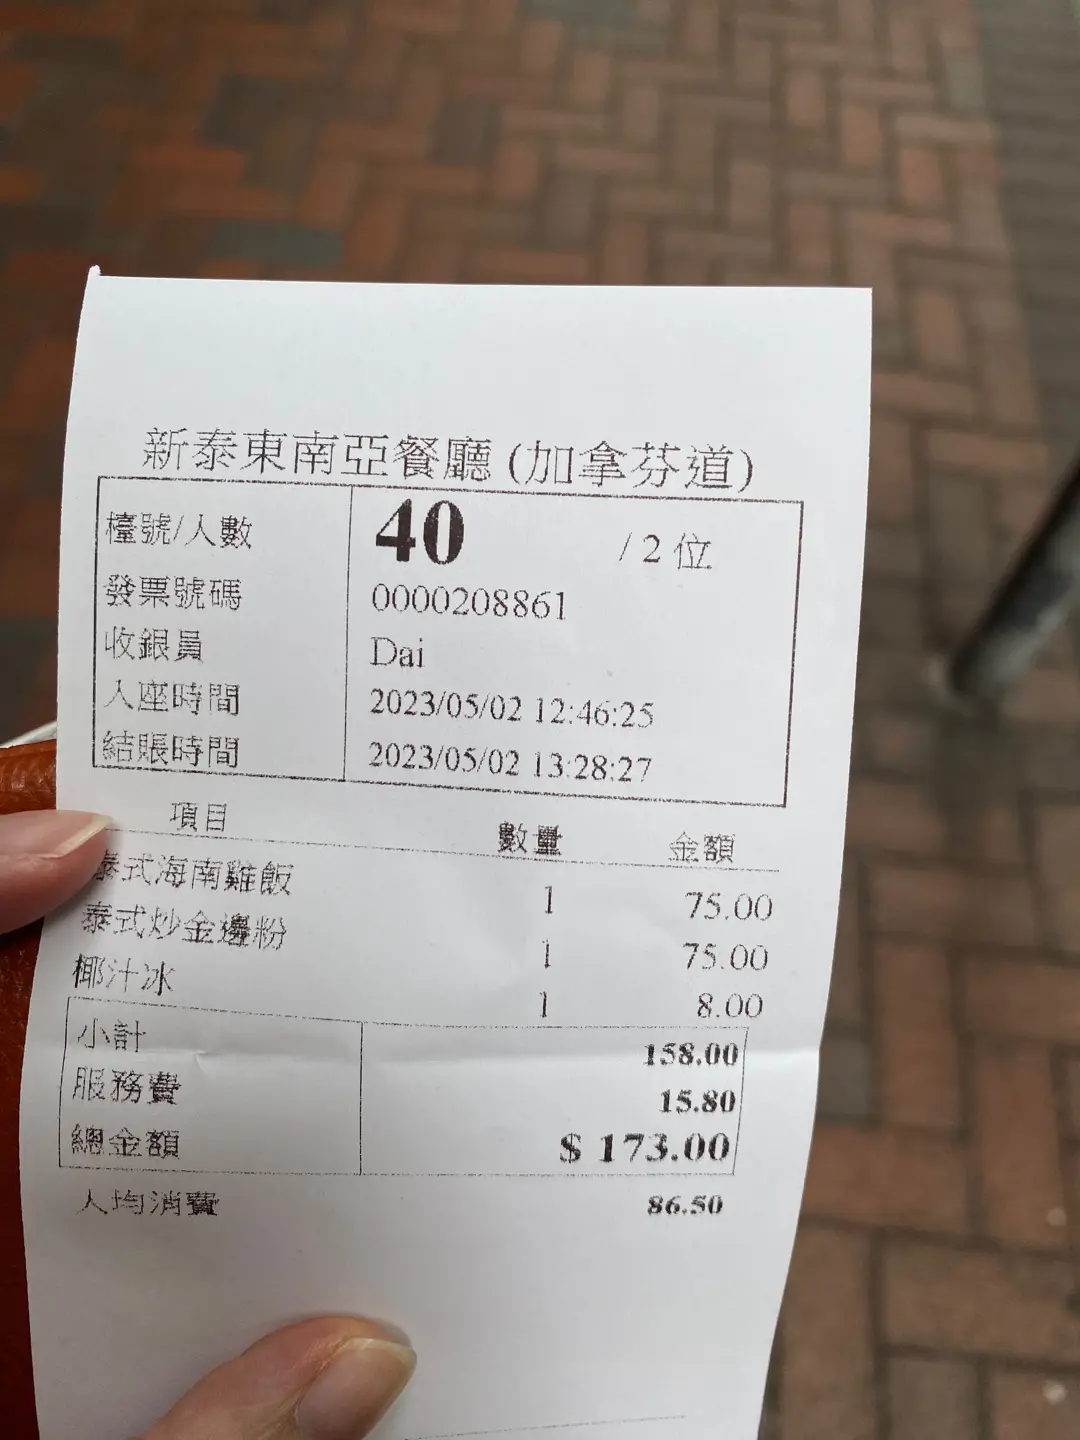 新泰東南亞餐廳 (加拿芬道)
檯號/人數 40 / 2 位
發票號碼 0000208861
收銀員 Dai
入座時間 2023/05/02 12:46:25
結賬時間 2023/05/02 13:28:27
項目 數量 金額
泰式海南雞飯 1 75.00
泰式炒金邊粉 1 75.00
椰汁冰 1 8.00
小計 158.00
服務費 15.80
總金額 $ 173.00
人均消費 86.50